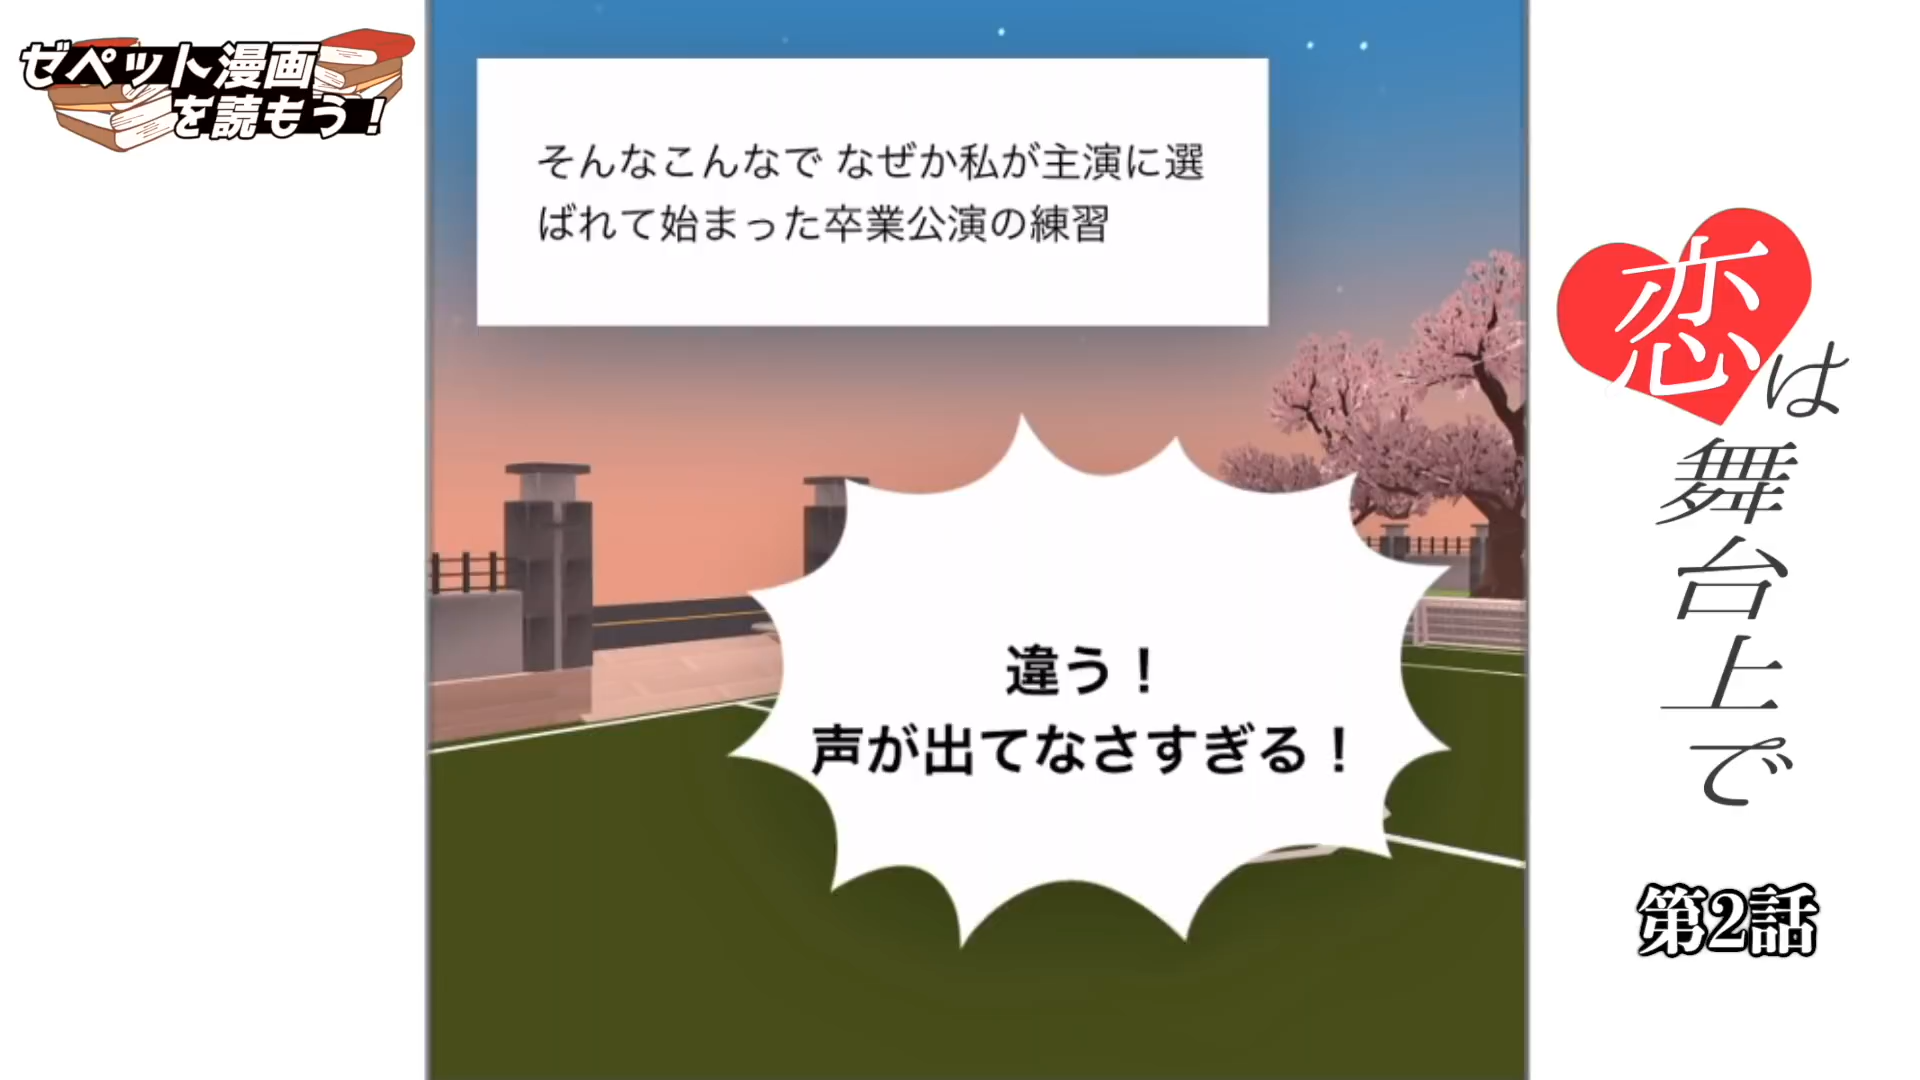 ゼペット漫画
を読もう！
そんなこんなで なぜか私が主演に選
ばれて始まった卒業公演の練習
違う！
声が出てなさすぎる！
恋は舞台上で
第2話